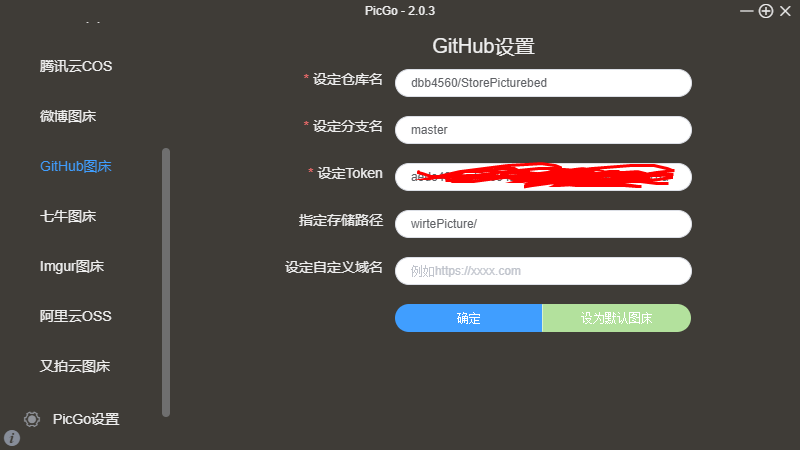 PicGo - 2.0.3
GitHub设置
腾讯云COS
微博图床
GitHub图床
七牛图床
Imgur图床
阿里云OSS
又拍云图床
PicGo设置
* 设定仓库名
dbb4560/StorePicturebed
* 设定分支名
master
* 设定Token
指定存储路径
wirtePicture/
设定自定义域名
例如https://xxxx.com
确定
设为默认图床